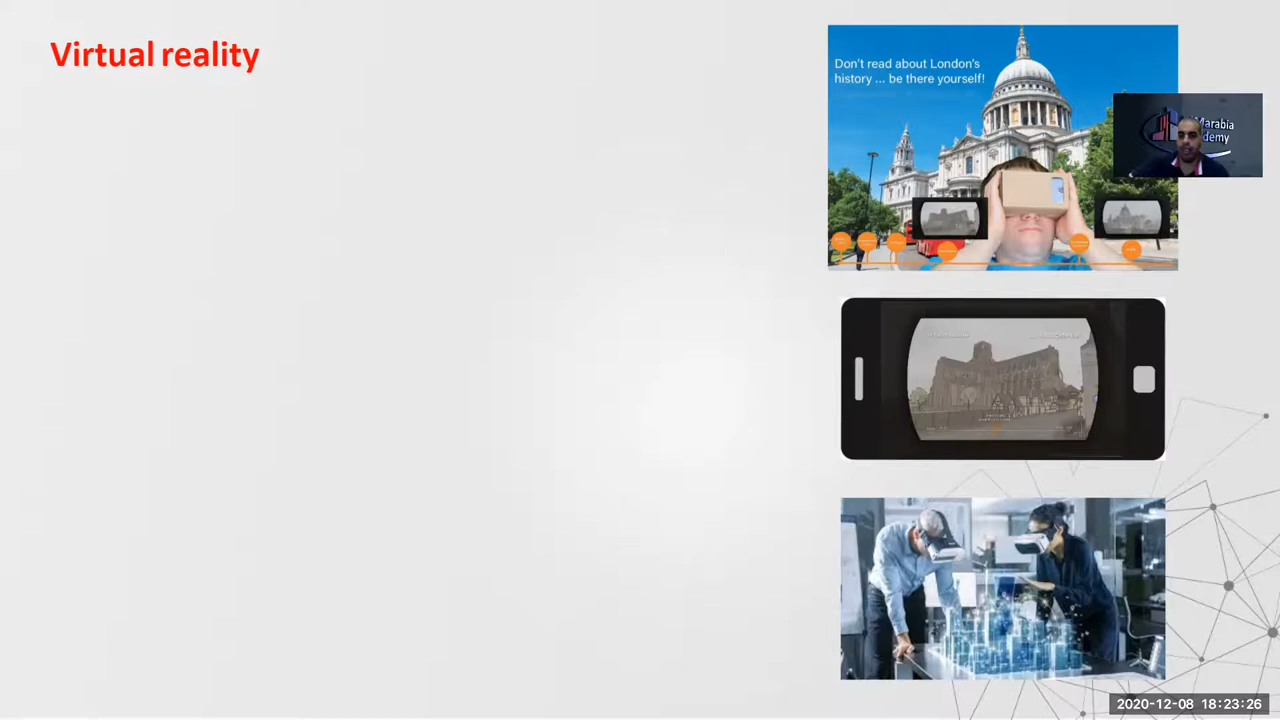 Virtual reality
Don't read about London's
history ... be there yourself!
Marabia
demy
2020-12-08 18:23:26